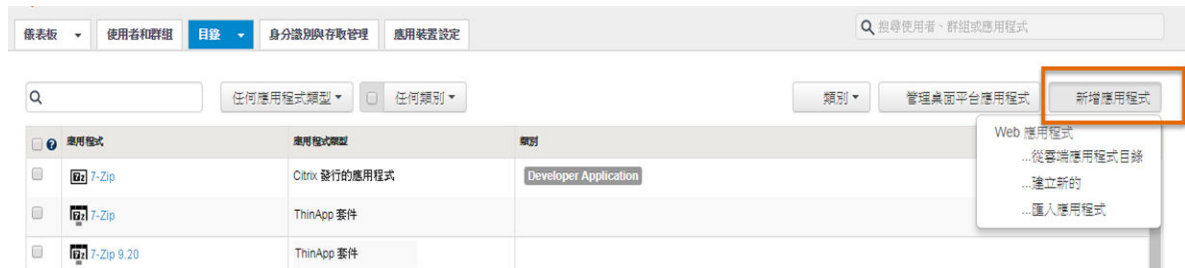 儀表板 使用者和群組 目錄 身分識別與存取管理 應用裝置設定 搜尋使用者、群組或應用程式
任何應用程式類型 任何類別 類別 管理桌面平台應用程式 新增應用程式
應用程式 應用程式類型 類別
Web 應用程式
...從雲端應用程式目錄
...建立新的
...匯入應用程式
7-Zip Citrix 發行的應用程式 Developer Application
7-Zip ThinApp 套件
7-Zip 9.20 ThinApp 套件